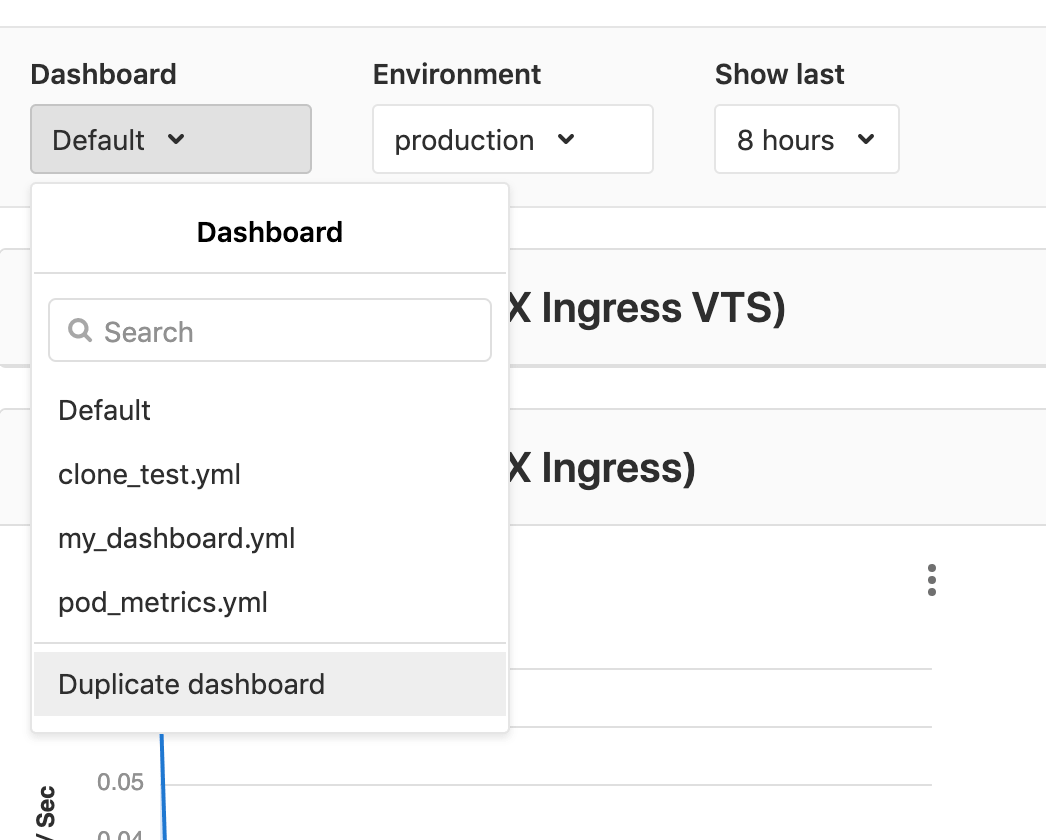 Dashboard
Environment
Show last
Default
production
8 hours
Dashboard
Search
Default
clone_test.yml
my_dashboard.yml
pod_metrics.yml
Duplicate dashboard
X Ingress VTS)
X Ingress)
0.05
0.04
/ Sec